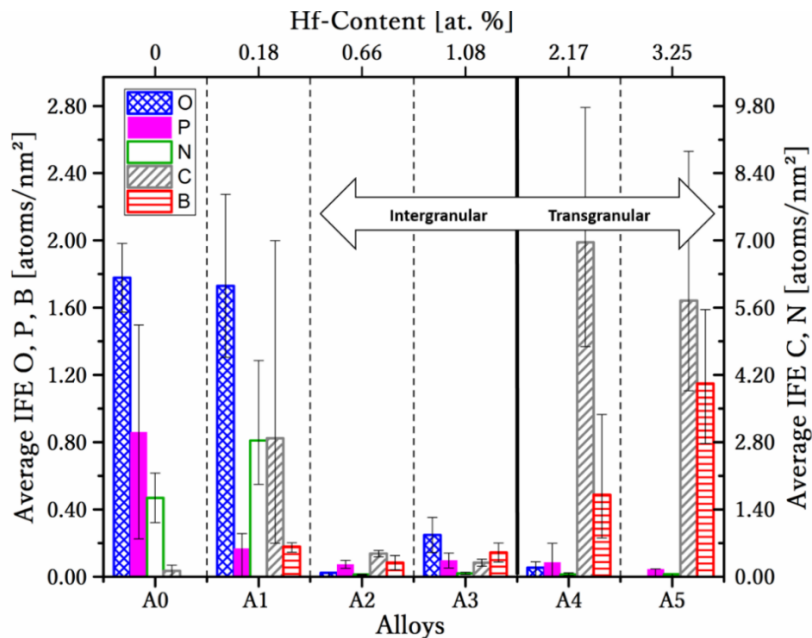 Hf-Content [at. %]
0 0.18 0.66 1.08 2.17 3.25
O
P
N
C
B
Intergranular Transgranular
Average IFE O, P, B [atoms/nm²]
2.80
2.40
2.00
1.60
1.20
0.80
0.40
0.00
Average IFE C, N [atoms/nm²]
9.80
8.40
7.00
5.60
4.20
2.80
1.40
0.00
A0 A1 A2 A3 A4 A5
Alloys